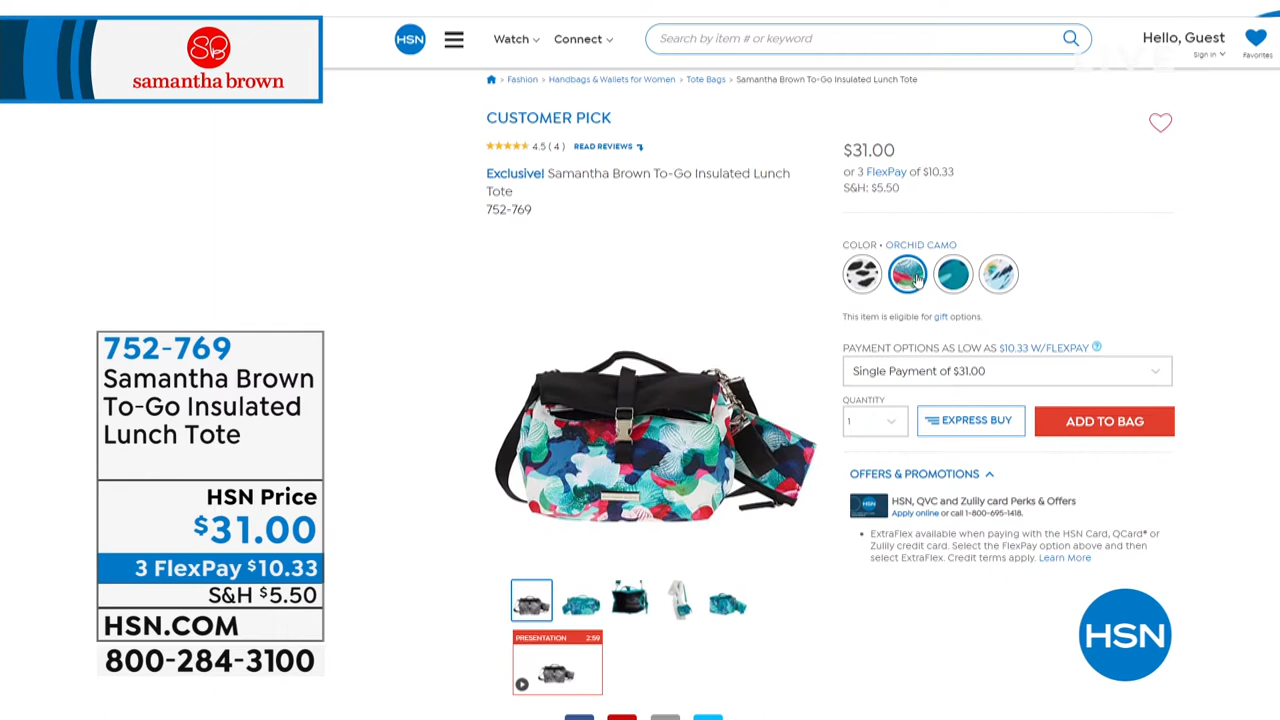 SB
samantha brown
HSN
Watch
Connect
Search by item # or keyword
Hello, Guest
Sign In
Favorites
LIVE
> Fashion > Handbags & Wallets for Women > Tote Bags > Samantha Brown To-Go Insulated Lunch Tote
CUSTOMER PICK
4.5 ( 4 ) READ REVIEWS
Exclusive! Samantha Brown To-Go Insulated Lunch
Tote
752-769
$31.00
or 3 FlexPay of $10.33
S&H: $5.50
COLOR • ORCHID CAMO
This item is eligible for gift options.
PAYMENT OPTIONS AS LOW AS $10.33 W/FLEXPAY ?
Single Payment of $31.00
QUANTITY
1
EXPRESS BUY
ADD TO BAG
OFFERS & PROMOTIONS
HSN, QVC and Zulily card Perks & Offers
Apply online or call 1-800-695-1418.
• ExtraFlex available when paying with the HSN Card, QCard® or
Zulily credit card. Select the FlexPay option above and then
select ExtraFlex. Credit terms apply. Learn More
PRESENTATION 2:59
752-769
Samantha Brown
To-Go Insulated
Lunch Tote
HSN Price
$31.00
3 FlexPay $10.33
S&H $5.50
HSN.COM
800-284-3100
HSN